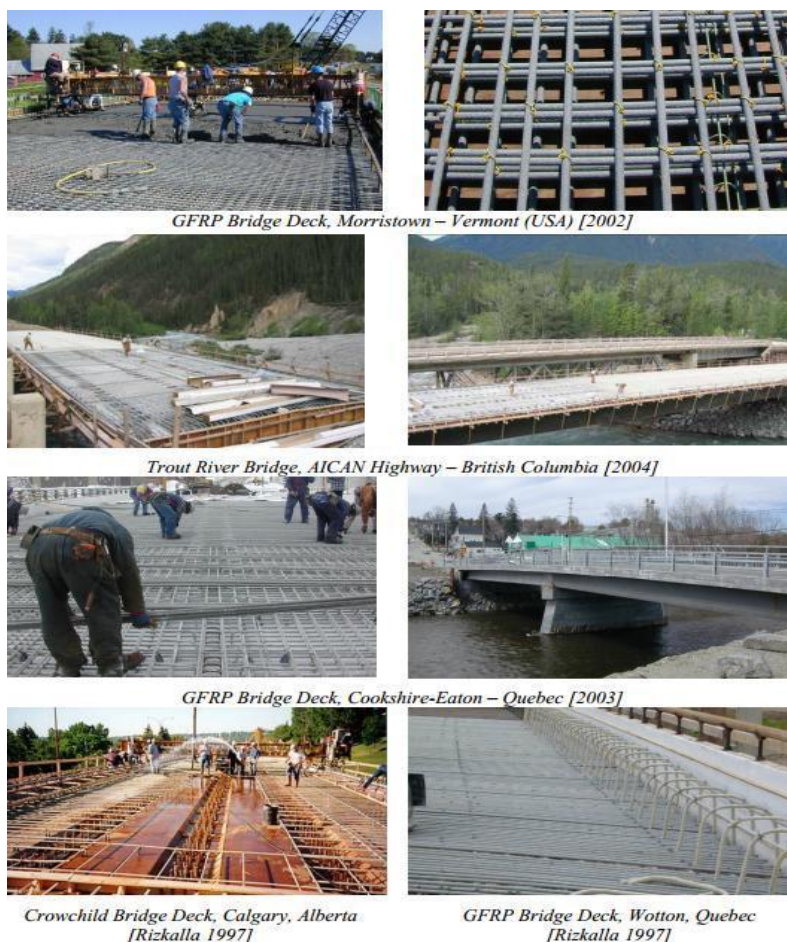 GFRP Bridge Deck, Morristown – Vermont (USA) [2002]
Trout River Bridge, AICAN Highway – British Columbia [2004]
GFRP Bridge Deck, Cookshire-Eaton – Quebec [2003]
Crowchild Bridge Deck, Calgary, Alberta
[Rizkalla 1997]
GFRP Bridge Deck, Wotton, Quebec
[Rizkalla 1997]